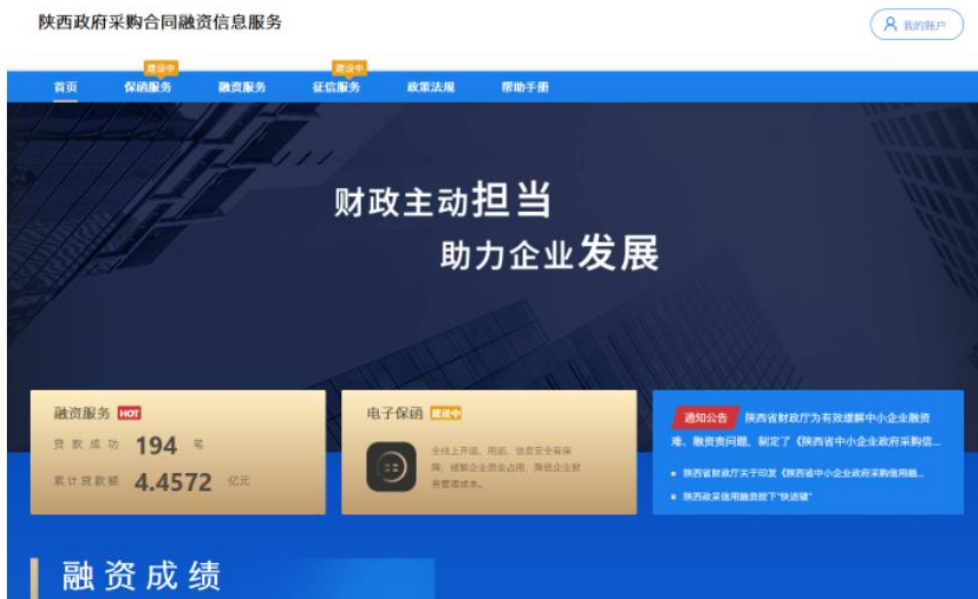 陕西政府采购合同融资信息服务
我的账户
建设中
建设中
首页 保函服务 融资服务 征信服务 政策法规 帮助手册
财政主动担当
助力企业发展
融资服务 HOT
贷款成功 194 笔
累计贷款额 4.4572 亿元
电子保函 建设中
全线上开函、用函，信息安全有保
障，缓解企业资金占用，降低企业财
务管理成本。
通知公告 陕西省财政厅为有效缓解中小企业融资
难、融资贵问题，制定了《陕西省中小企业政府采购信...
陕西省财政厅关于印发《陕西省中小企业政府采购信用融...
陕西政采信用融资按下“快进键”
融资成绩